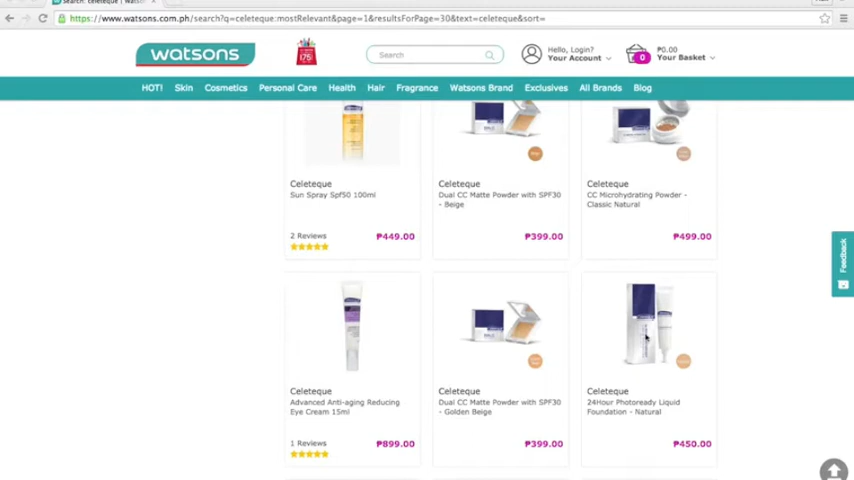 Search: celeteque | Wats
https://www.watsons.com.ph/search?q=celeteque:mostRelevant&page=1&resultsForPage=30&text=celeteque&sort=
watsons
175
Search
Hello, Login?
Your Account
0
₱0.00
Your Basket
HOT!
Skin
Cosmetics
Personal Care
Health
Hair
Fragrance
Watsons Brand
Exclusives
All Brands
Blog
Celeteque
Sun Spray Spf50 100ml
2 Reviews
₱449.00
Celeteque
Dual CC Matte Powder with SPF30
- Beige
₱399.00
Celeteque
CC Microhydrating Powder -
Classic Natural
₱499.00
Feedback
Celeteque
Advanced Anti-aging Reducing
Eye Cream 15ml
1 Reviews
₱899.00
Celeteque
Dual CC Matte Powder with SPF30
- Golden Beige
₱399.00
Celeteque
24Hour Photoready Liquid
Foundation - Natural
₱450.00